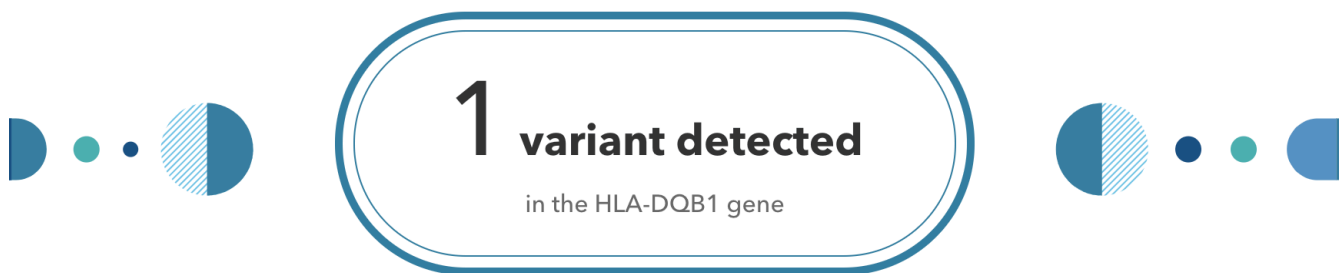 1 variant detected
in the HLA-DQB1 gene